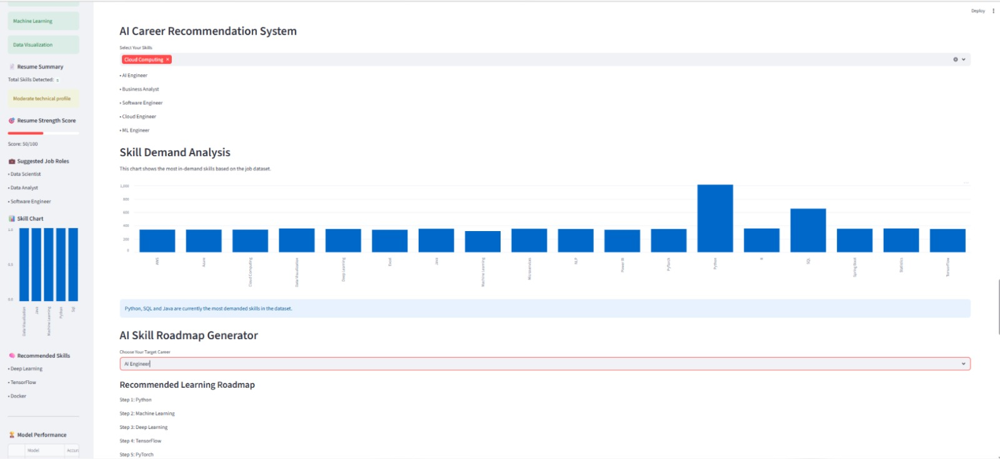 Machine Learning
Data Visualization
Resume Summary
Total Skills Detected: 5
Moderate technical profile
Resume Strength Score
Score: 50/100
Suggested Job Roles
• Data Scientist
• Data Analyst
• Software Engineer
Skill Chart
1.0
0.5
0.0
Data Visualization
Java
Machine Learning
Python
Sql
Recommended Skills
• Deep Learning
• TensorFlow
• Docker
Model Performance
Model
Accur
Deploy
AI Career Recommendation System
Select Your Skills
Cloud Computing ×
• AI Engineer
• Business Analyst
• Software Engineer
• Cloud Engineer
• ML Engineer
Skill Demand Analysis
This chart shows the most in-demand skills based on the job dataset.
1,000
800
600
400
200
0
AWS
Azure
Cloud Computing
Data Visualization
Deep Learning
Excel
Java
Machine Learning
Microservices
NLP
Power BI
PyTorch
Python
R
SQL
Spring Boot
Statistics
TensorFlow
Python, SQL and Java are currently the most demanded skills in the dataset.
AI Skill Roadmap Generator
Choose Your Target Career
AI Engineer
Recommended Learning Roadmap
Step 1: Python
Step 2: Machine Learning
Step 3: Deep Learning
Step 4: TensorFlow
Step 5: PyTorch